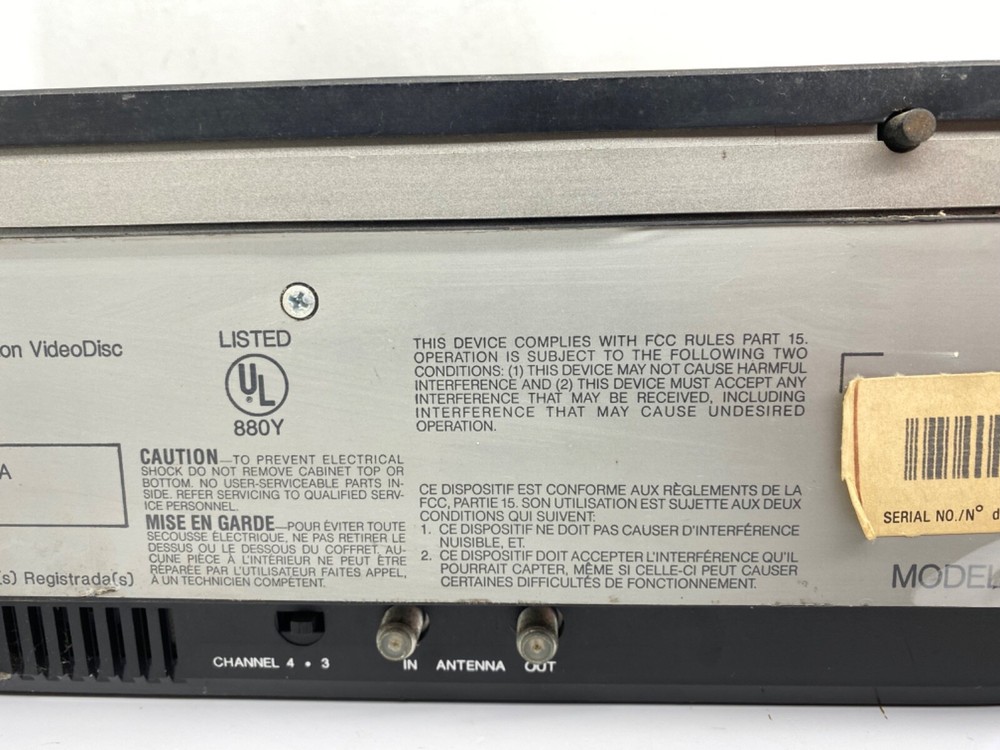 on VideoDisc
LISTED
UL
880Y
THIS DEVICE COMPLIES WITH FCC RULES PART 15.
OPERATION IS SUBJECT TO THE FOLLOWING TWO
CONDITIONS: (1) THIS DEVICE MAY NOT CAUSE HARMFUL
INTERFERENCE AND (2) THIS DEVICE MUST ACCEPT ANY
INTERFERENCE THAT MAY BE RECEIVED, INCLUDING
INTERFERENCE THAT MAY CAUSE UNDESIRED
OPERATION.
A
CAUTION—TO PREVENT ELECTRICAL
SHOCK DO NOT REMOVE CABINET TOP OR
BOTTOM. NO USER-SERVICEABLE PARTS IN-
SIDE. REFER SERVICING TO QUALIFIED SERV-
ICE PERSONNEL.
MISE EN GARDE—POUR ÉVITER TOUTE
SECOUSSE ÉLECTRIQUE, NE PAS RETIRER LE
DESSUS OU LE DESSOUS DU COFFRET, AU-
CUNE PIÈCE À L'INTÉRIEUR NE PEUT ÊTRE
RÉPARÉE PAR L'UTILISATEUR FAITES APPEL,
À UN TECHNICIEN COMPÉTENT.
CE DISPOSITIF EST CONFORME AUX RÈGLEMENTS DE LA
FCC, PARTIE 15. SON UTILISATION EST SUJETTE AUX DEUX
CONDITIONS QUI SUIVENT:
1. CE DISPOSITIF NE DOIT PAS CAUSER D'INTERFÉRENCE
NUISIBLE, ET.
2. CE DISPOSITIF DOIT ACCEPTER L'INTERFÉRENCE QU'IL
POURRAIT CAPTER, MÊME SI CELLE-CI PEUT CAUSER
CERTAINES DIFFICULTÉS DE FONCTIONNEMENT.
SERIAL NO./N° d
(s) Registrada(s)
MODEL
CHANNEL 4 • 3
IN ANTENNA OUT